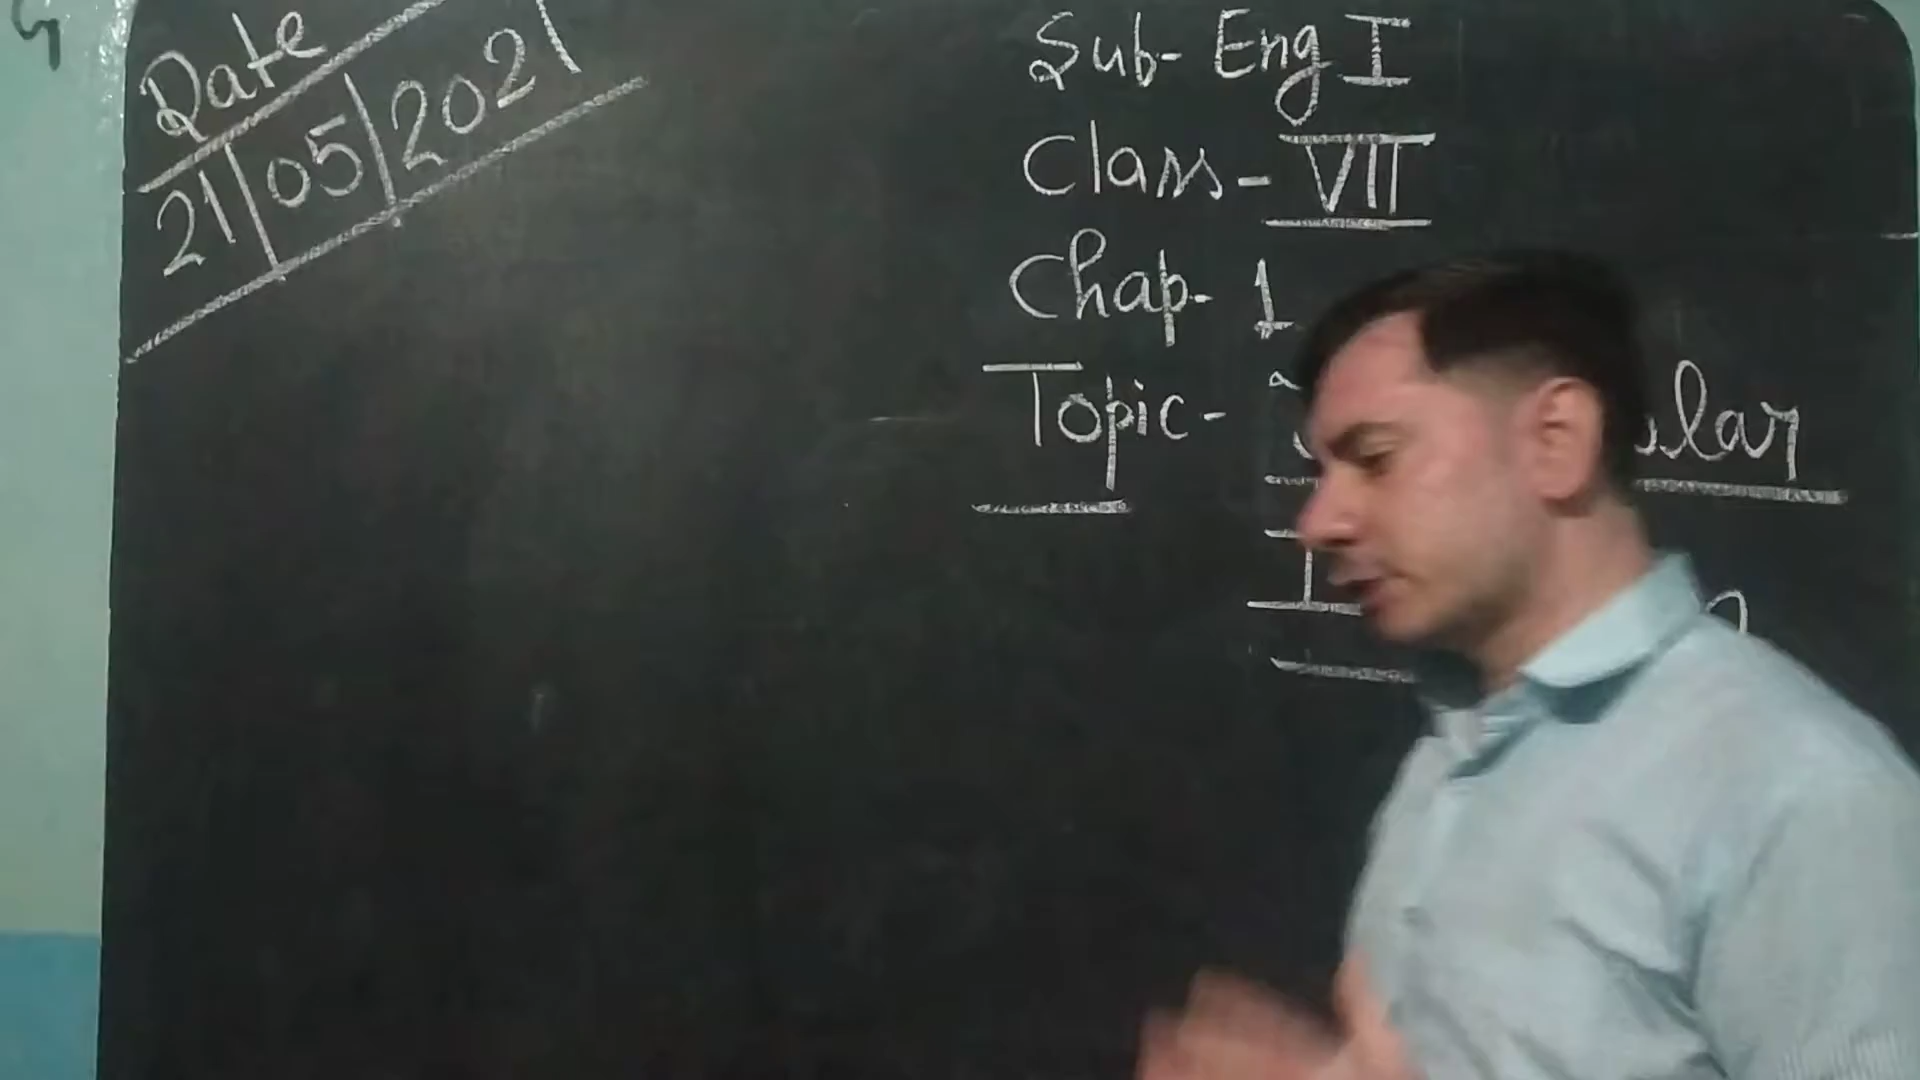 Date
21/05/2021
Sub- Eng I
Class- VII
Chap- 1
Topic-